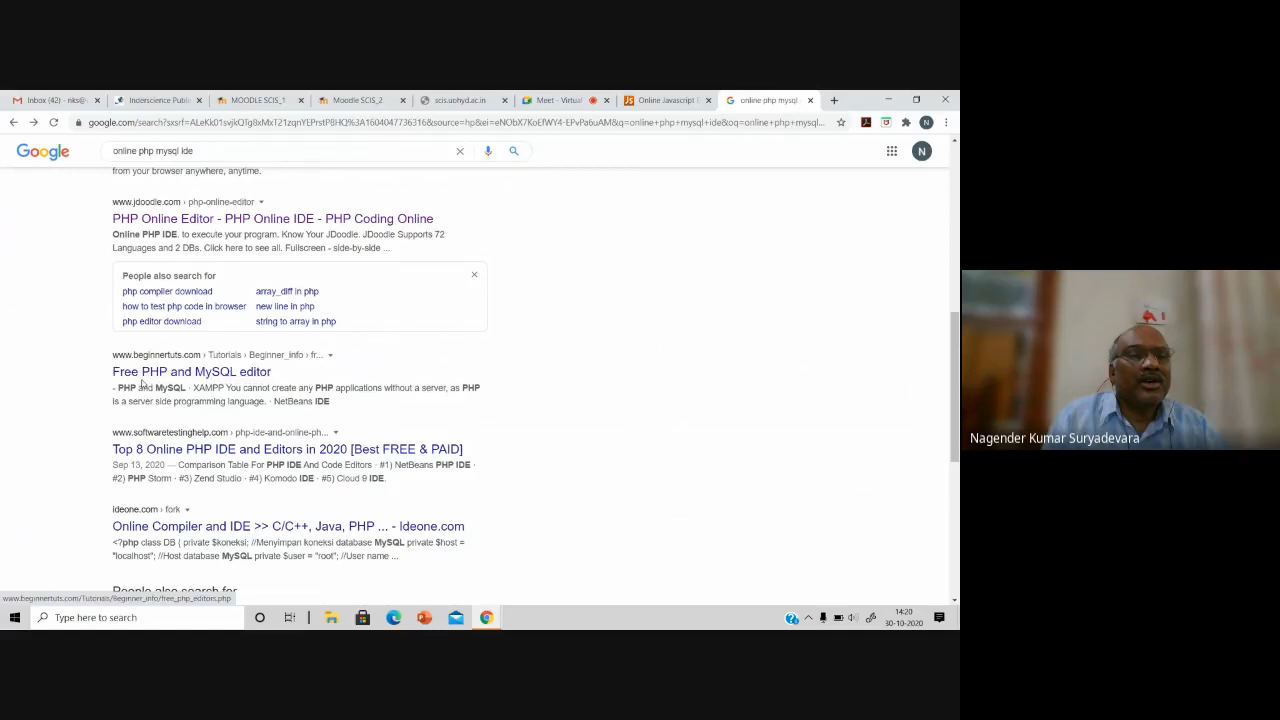 Inbox (42) - nks@
Inderscience Publi
MOODLE SCIS_1
Moodle SCIS_2
scis.uohyd.ac.in
Meet - Virtual
Online Javascript
online php mysql
google.com/search?
online php mysql ide
Google
N
from your browser anywhere, anytime.
www.jdoodle.com › php-online-editor
PHP Online Editor - PHP Online IDE - PHP Coding Online
Online PHP IDE. to execute your program. Know Your JDoodle. JDoodle Supports 72
Languages and 2 DBs. Click here to see all. Fullscreen - side-by-side ...
People also search for
php compiler download array_diff in php
how to test php code in browser new line in php
php editor download string to array in php
www.beginnertuts.com › Tutorials › Beginner_info › fr...
Free PHP and MySQL editor
- PHP and MySQL · XAMPP You cannot create any PHP applications without a server, as PHP
is a server side programming language. · NetBeans IDE
www.softwaretestinghelp.com › php-ide-and-online-ph...
Top 8 Online PHP IDE and Editors in 2020 [Best FREE & PAID]
Sep 13, 2020 — Comparison Table For PHP IDE And Code Editors · #1) NetBeans PHP IDE ·
#2) PHP Storm · #3) Zend Studio · #4) Komodo IDE · #5) Cloud 9 IDE.
ideone.com › fork
Online Compiler and IDE >> C/C++, Java, PHP ... - Ideone.com
<?php class DB { private $koneksi; //Menyimpan koneksi database MySQL private $host =
"localhost"; //Host database MySQL private $user = "root"; //User name ...
People also search for
www.beginnertuts.com/Tutorials/Beginner_info/free_php_editors.php
Type here to search
14:20
30-10-2020
Nagender Kumar Suryadevara